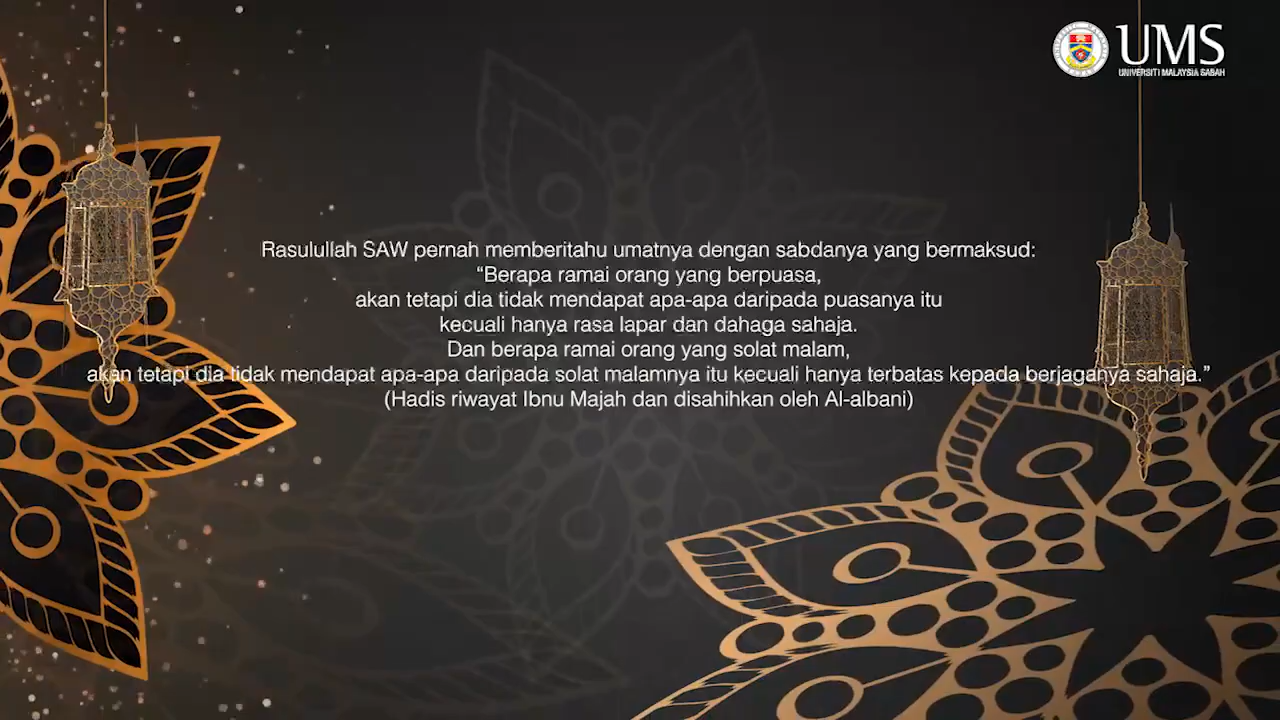 UMS
UNIVERSITI MALAYSIA SABAH
Rasulullah SAW pernah memberitahu umatnya dengan sabdanya yang bermaksud:
“Berapa ramai orang yang berpuasa,
akan tetapi dia tidak mendapat apa-apa daripada puasanya itu
kecuali hanya rasa lapar dan dahaga sahaja.
Dan berapa ramai orang yang solat malam,
akan tetapi dia tidak mendapat apa-apa daripada solat malamnya itu kecuali hanya terbatas kepada berjaganya sahaja.”
(Hadis riwayat Ibnu Majah dan disahihkan oleh Al-albani)